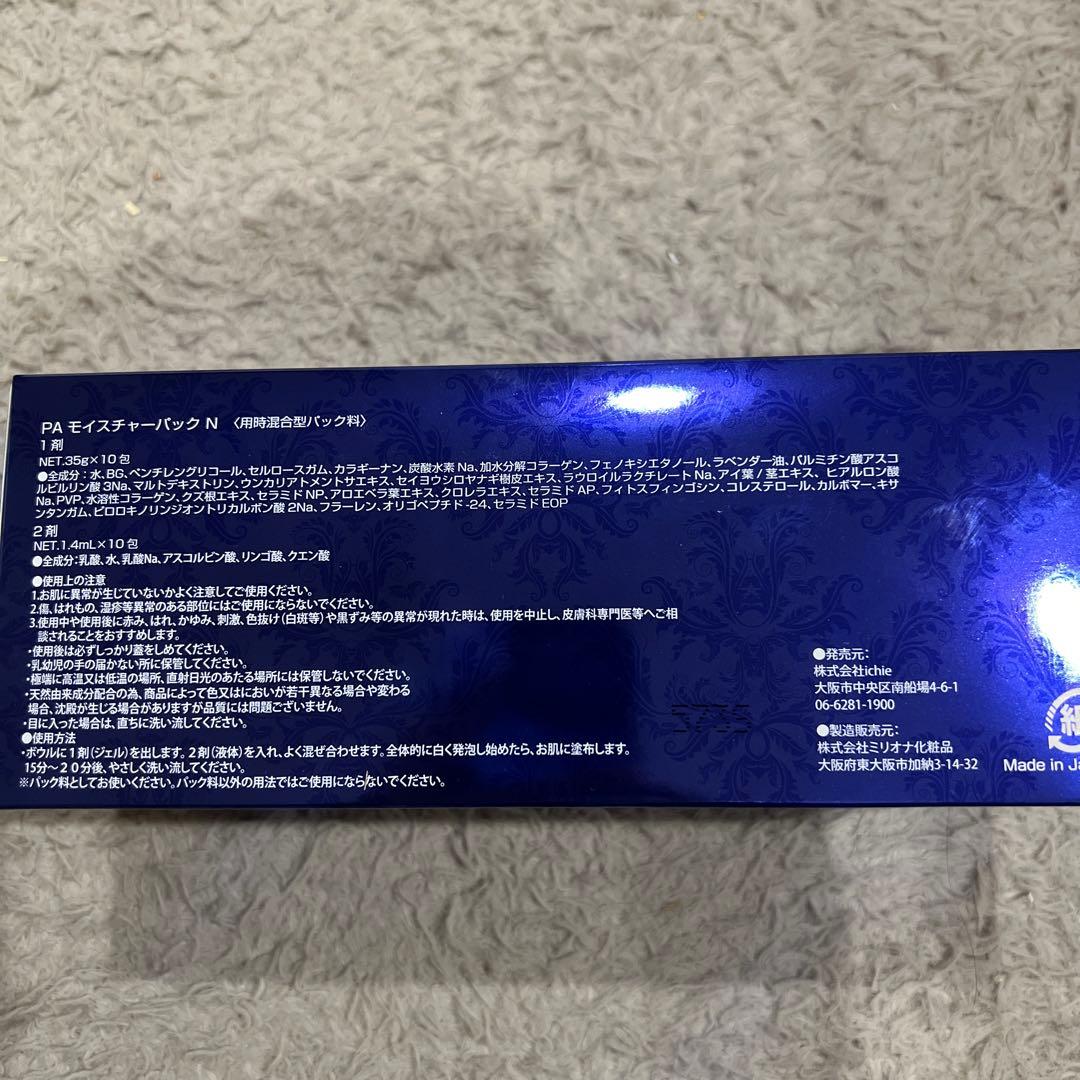 PA モイスチャーパック N 〈用時混合型パック料〉
1剤
NET.35g×10包
●全成分：水、BG、ペンチレングリコール、セルロースガム、カラギーナン、炭酸水素Na、加水分解コラーゲン、フェノキシエタノール、ラベンダー油、パルミチン酸アスコ
ルビルリン酸3Na、マルトデキストリン、ウンカリアトメントサエキス、セイヨウシロヤナギ樹皮エキス、ラウロイルラクチレートNa、アイ葉/茎エキス、ヒアルロン酸
Na、PVP、水溶性コラーゲン、クズ根エキス、セラミドNP、アロエベラ葉エキス、クロレラエキス、セラミドAP、フィトスフィンゴシン、コレステロール、カルボマー、キサ
ンタンガム、ピロロキノリンジオントリカルボン酸2Na、フラーレン、オリゴペプチド-24、セラミドEOP
2剤
NET.1.4mL×10包
●全成分：乳酸、水、乳酸Na、アスコルビン酸、リンゴ酸、クエン酸
●使用上の注意
1.お肌に異常が生じていないかよく注意してご使用ください。
2.傷、はれもの、湿疹等異常のある部位にはご使用にならないでください。
3.使用中や使用後に赤み、はれ、かゆみ、刺激、色抜け(白斑等)や黒ずみ等の異常が現れた時は、使用を中止し、皮膚科専門医等へご相
談されることをおすすめします。
・使用後は必ずしっかり蓋をしめてください。
・乳幼児の手の届かない所に保管してください。
・極端に高温又は低温の場所、直射日光のあたる場所には保管しないでください。
・天然由来成分配合の為、商品によって色又はにおいが若干異なる場合や変わる
場合、沈殿が生じる場合がありますが品質には問題ございません。
・目に入った場合は、直ちに洗い流してください。
●使用方法
・ボウルに1剤(ジェル)を出します。2剤(液体)を入れ、よく混ぜ合わせます。全体的に白く発泡し始めたら、お肌に塗布します。
15分～20分後、やさしく洗い流してください。
※パック料としてお使いください。パック料以外の用法ではご使用にならないでください。
5735
●発売元：
株式会社ichie
大阪市中央区南船場4-6-1
06-6281-1900
●製造販売元：
株式会社ミリオナ化粧品
大阪府東大阪市加納3-14-32
紙
Made in Ja